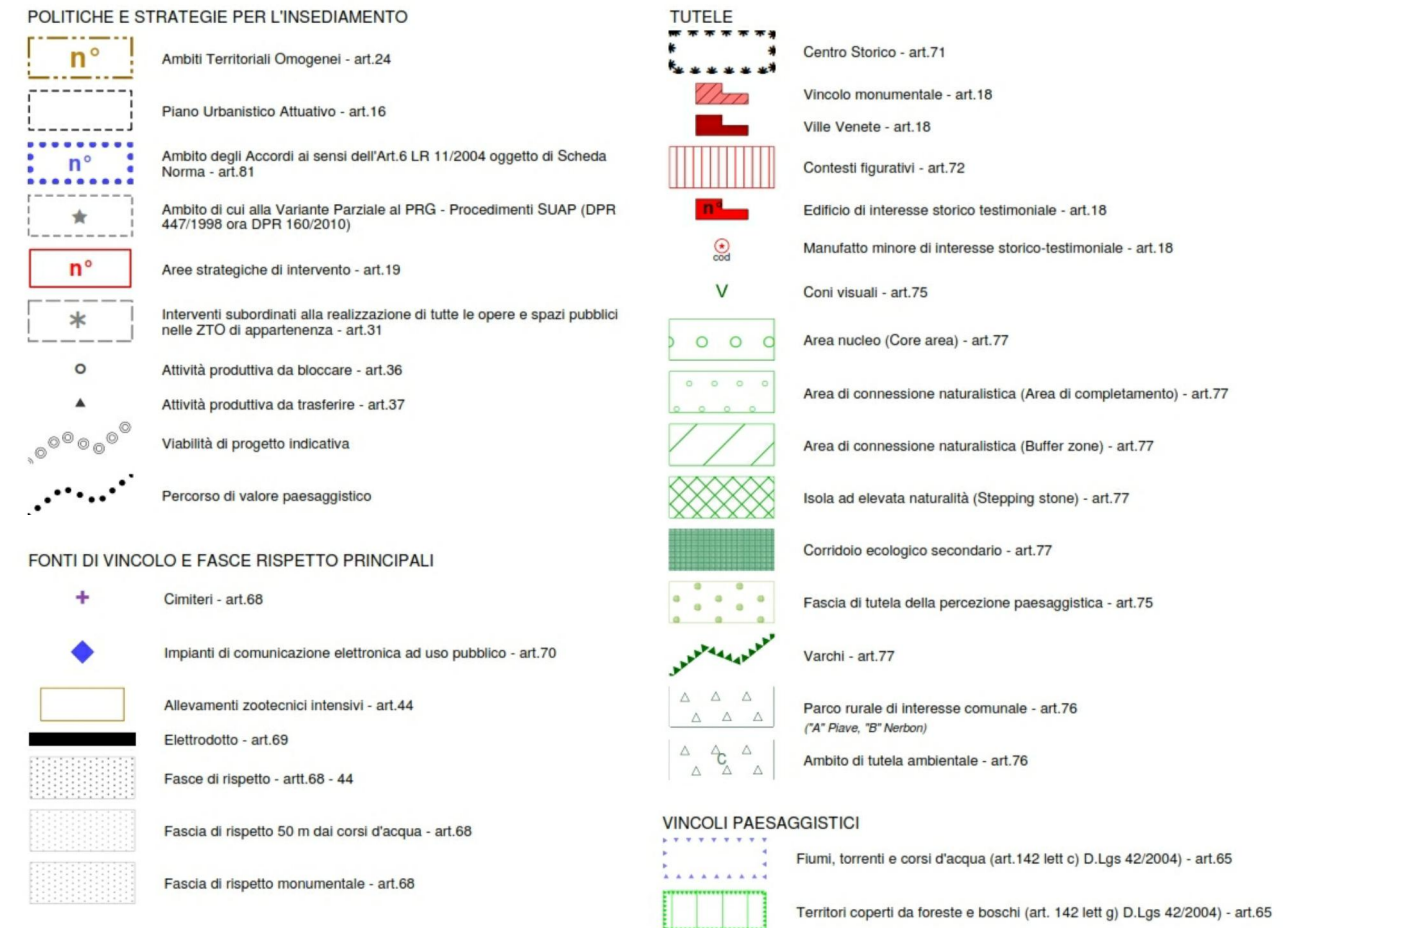 POLITICHE E STRATEGIE PER L'INSEDIAMENTO
n°
Ambiti Territoriali Omogenei - art.24
Piano Urbanistico Attuativo - art.16
n°
Ambito degli Accordi ai sensi dell'Art.6 LR 11/2004 oggetto di Scheda
Norma - art.81
Ambito di cui alla Variante Parziale al PRG - Procedimenti SUAP (DPR
447/1998 ora DPR 160/2010)
n°
Aree strategiche di intervento - art.19
Interventi subordinati alla realizzazione di tutte le opere e spazi pubblici
nelle ZTO di appartenenza - art.31
Attività produttiva da bloccare - art.36
Attività produttiva da trasferire - art.37
Viabilità di progetto indicativa
Percorso di valore paesaggistico
FONTI DI VINCOLO E FASCE RISPETTO PRINCIPALI
Cimiteri - art.68
Impianti di comunicazione elettronica ad uso pubblico - art.70
Allevamenti zootecnici intensivi - art.44
Elettrodotto - art.69
Fasce di rispetto - artt.68 - 44
Fascia di rispetto 50 m dai corsi d'acqua - art.68
Fascia di rispetto monumentale - art.68
TUTELE
Centro Storico - art.71
Vincolo monumentale - art.18
Ville Venete - art.18
Contesti figurativi - art.72
n°
Edificio di interesse storico testimoniale - art.18
cod
Manufatto minore di interesse storico-testimoniale - art.18
V
Coni visuali - art.75
Area nucleo (Core area) - art.77
Area di connessione naturalistica (Area di completamento) - art.77
Area di connessione naturalistica (Buffer zone) - art.77
Isola ad elevata naturalità (Stepping stone) - art.77
Corridoio ecologico secondario - art.77
Fascia di tutela della percezione paesaggistica - art.75
Varchi - art.77
Parco rurale di interesse comunale - art.76
("A" Piave, "B" Nerbon)
C
Ambito di tutela ambientale - art.76
VINCOLI PAESAGGISTICI
Fiumi, torrenti e corsi d'acqua (art.142 lett c) D.Lgs 42/2004) - art.65
Territori coperti da foreste e boschi (art. 142 lett g) D.Lgs 42/2004) - art.65